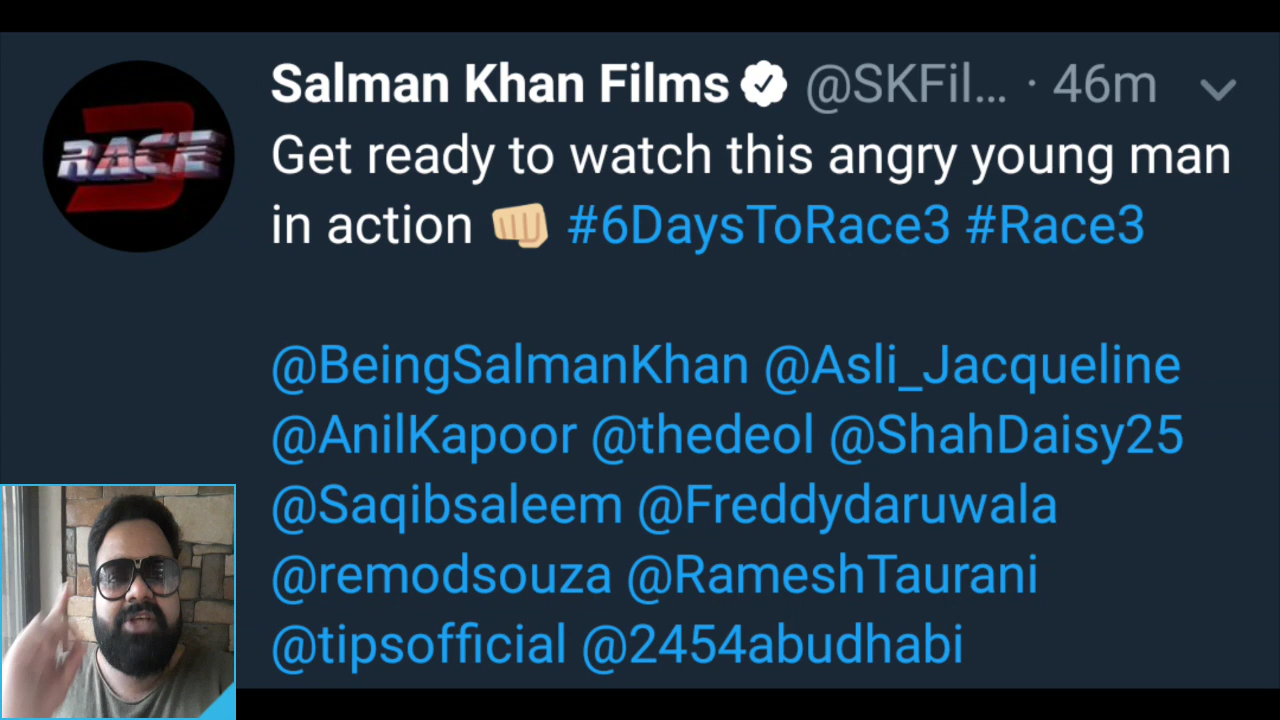 RACE 3
Salman Khan Films @SKFil... · 46m
Get ready to watch this angry young man
in action 👊🏼 #6DaysToRace3 #Race3
@BeingSalmanKhan @Asli_Jacqueline
@AnilKapoor @thedeol @ShahDaisy25
@Saqibsaleem @Freddydaruwala
@remodsouza @RameshTaurani
@tipsofficial @2454abudhabi